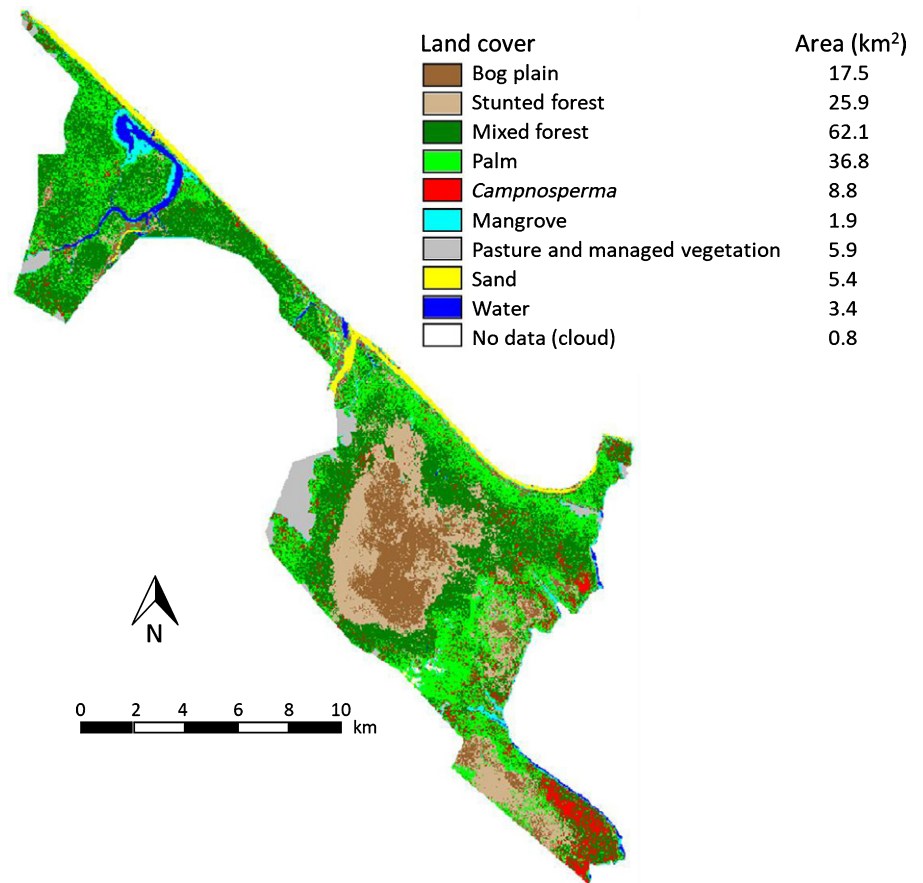 Land cover Area (km²)
Bog plain 17.5
Stunted forest 25.9
Mixed forest 62.1
Palm 36.8
Campnosperma 8.8
Mangrove 1.9
Pasture and managed vegetation 5.9
Sand 5.4
Water 3.4
No data (cloud) 0.8
N
0 2 4 6 8 10
km